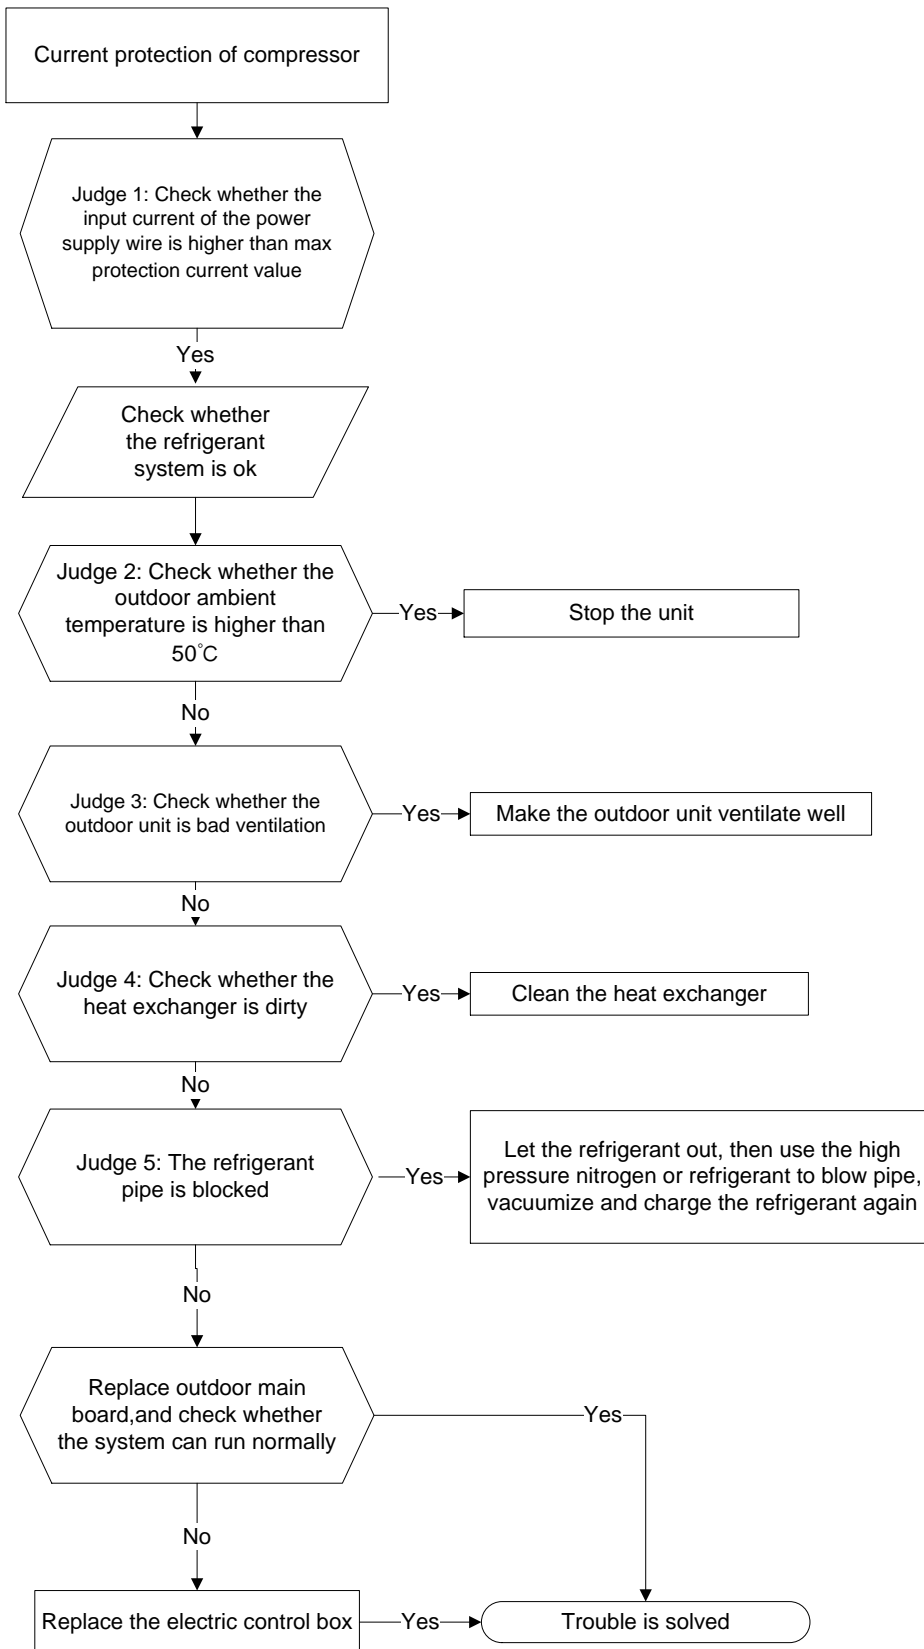 Current protection of compressor
Judge 1: Check whether the
input current of the power
supply wire is higher than max
protection current value
Yes
Check whether
the refrigerant
system is ok
Judge 2: Check whether the
outdoor ambient
temperature is higher than
50°C
Yes
Stop the unit
No
Judge 3: Check whether the
outdoor unit is bad ventilation
Yes
Make the outdoor unit ventilate well
No
Judge 4: Check whether the
heat exchanger is dirty
Yes
Clean the heat exchanger
No
Judge 5: The refrigerant
pipe is blocked
Yes
Let the refrigerant out, then use the high
pressure nitrogen or refrigerant to blow pipe,
vacuumize and charge the refrigerant again
No
Replace outdoor main
board,and check whether
the system can run normally
Yes
No
Replace the electric control box
Yes
Trouble is solved